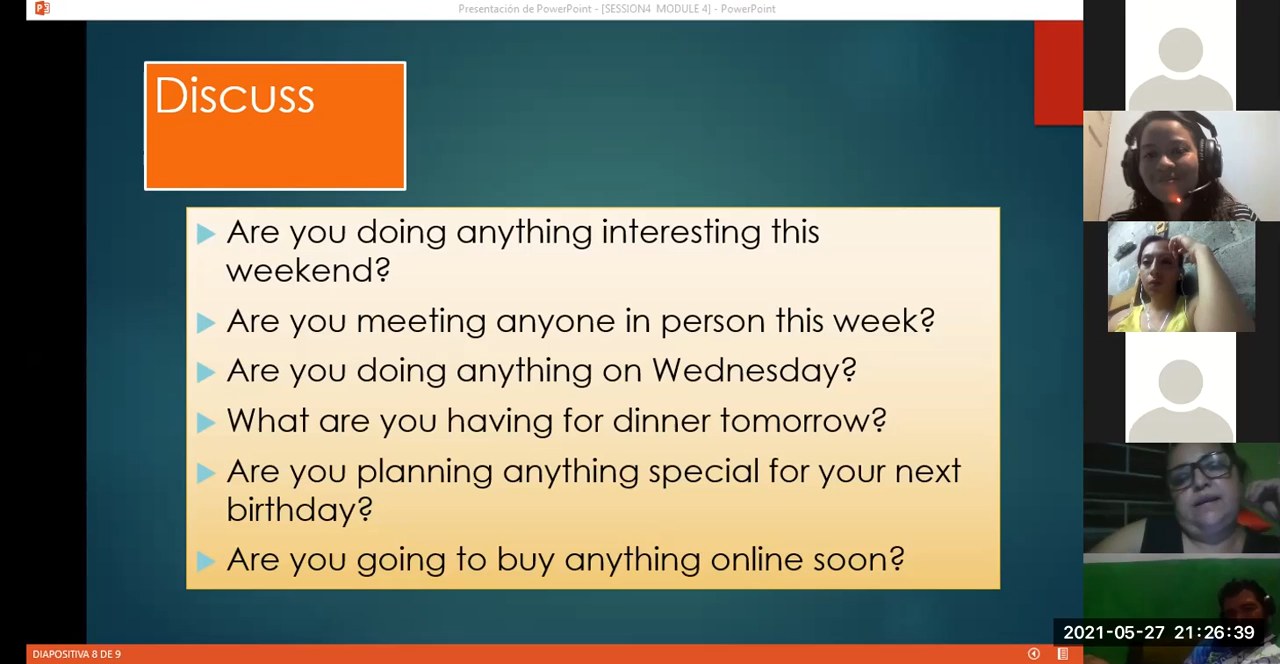 Presentación de PowerPoint - [SESSION4 MODULE 4] - PowerPoint
Discuss
Are you doing anything interesting this
weekend?
Are you meeting anyone in person this week?
Are you doing anything on Wednesday?
What are you having for dinner tomorrow?
Are you planning anything special for your next
birthday?
Are you going to buy anything online soon?
2021-05-27 21:26:39
DIAPOSITIVA 8 DE 9